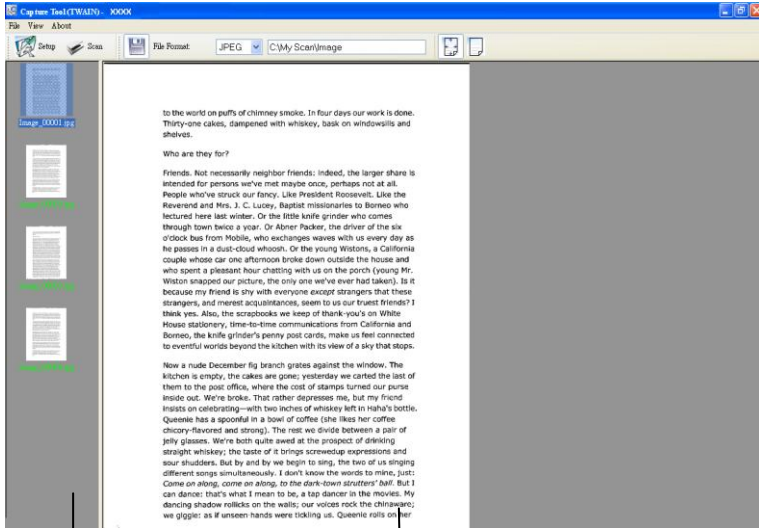 Capture Tool(TWAIN)- XXXX
File View About
Setup Scan File Format JPEG C:\My Scan\Image
Image_00001.jpg
to the world on puffs of chimney smoke. In four days our work is done.
Thirty-one cakes, dampened with whiskey, bask on windowsills and
shelves.
Who are they for?
Friends. Not necessarily neighbor friends: indeed, the larger share is
intended for persons we've met maybe once, perhaps not at all.
People who've struck our fancy. Like President Roosevelt. Like the
Reverend and Mrs. J. C. Lucey, Baptist missionaries to Borneo who
lectured here last winter. Or the little knife grinder who comes
through town twice a year. Or Abner Packer, the driver of the six
o'clock bus from Mobile, who exchanges waves with us every day as
he passes in a dust-cloud whoosh. Or the young Wistons, a California
couple whose car one afternoon broke down outside the house and
who spent a pleasant hour chatting with us on the porch (young Mr.
Wiston snapped our picture, the only one we've ever had taken). Is it
because my friend is shy with everyone except strangers that these
strangers, and merest acquaintances, seem to us our truest friends? I
think yes. Also, the scrapbooks we keep of thank-you's on White
House stationery, time-to-time communications from California and
Borneo, the knife grinder's penny post cards, make us feel connected
to eventful worlds beyond the kitchen with its view of a sky that stops.
Now a nude December fig branch grates against the window. The
kitchen is empty, the cakes are gone; yesterday we carted the last of
them to the post office, where the cost of stamps turned our purse
inside out. We're broke. That rather depresses me, but my friend
insists on celebrating—with two inches of whiskey left in Haha's bottle.
Queenie has a spoonful in a bowl of coffee (she likes her coffee
chicory-flavored and strong). The rest we divide between a pair of
jelly glasses. We're both quite awed at the prospect of drinking
straight whiskey; the taste of it brings screwedup expressions and
sour shudders. But by and by we begin to sing, the two of us singing
different songs simultaneously. I don't know the words to mine, just:
Come on along, come on along, to the dark-town strutters' ball. But I
can dance: that's what I mean to be, a tap dancer in the movies. My
dancing shadow rollicks on the walls; our voices rock the chinaware;
we giggle: as if unseen hands were tickling us. Queenie rolls on her